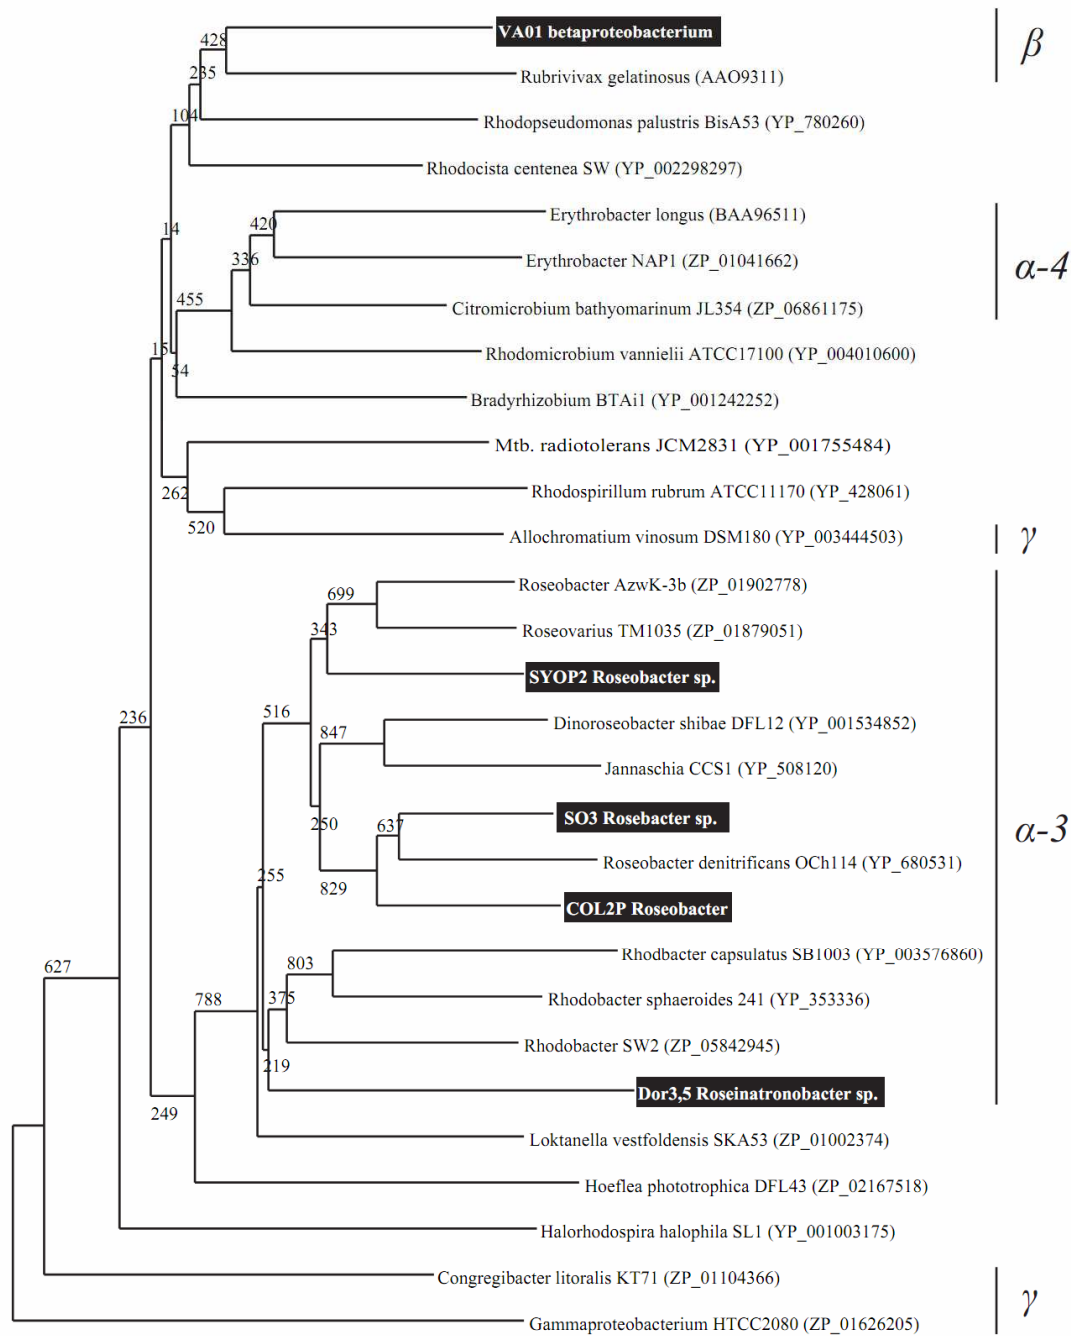 VA01 betaproteobacterium
β
428
Rubrivivax gelatinosus (AAO9311)
235
Rhodopseudomonas palustris BisA53 (YP_780260)
104
Rhodocista centenea SW (YP_002298297)
Erythrobacter longus (BAA96511)
420
14
Erythrobacter NAP1 (ZP_01041662)
336
α-4
455
Citromicrobium bathyomarinum JL354 (ZP_06861175)
15
Rhodomicrobium vannielii ATCC17100 (YP_004010600)
54
Bradyrhizobium BTAi1 (YP_001242252)
Mtb. radiotolerans JCM2831 (YP_001755484)
262
Rhodospirillum rubrum ATCC11170 (YP_428061)
520
Allochromatium vinosum DSM180 (YP_003444503)
γ
Roseobacter AzwK-3b (ZP_01902778)
699
343
Roseovarius TM1035 (ZP_01879051)
SYOP2 Roseobacter sp.
236
516
Dinoroseobacter shibae DFL12 (YP_001534852)
847
Jannaschia CCS1 (YP_508120)
250
637
SO3 Rosebacter sp.
α-3
Roseobacter denitrificans OCh114 (YP_680531)
255
829
COL2P Roseobacter
Rhodbacter capsulatus SB1003 (YP_003576860)
627
803
788
375
Rhodobacter sphaeroides 241 (YP_353336)
Rhodobacter SW2 (ZP_05842945)
219
Dor3,5 Roseinatronobacter sp.
249
Loktanella vestfoldensis SKA53 (ZP_01002374)
Hoeflea phototrophica DFL43 (ZP_02167518)
Halorhodospira halophila SL1 (YP_001003175)
Congregibacter litoralis KT71 (ZP_01104366)
γ
Gammaproteobacterium HTCC2080 (ZP_01626205)